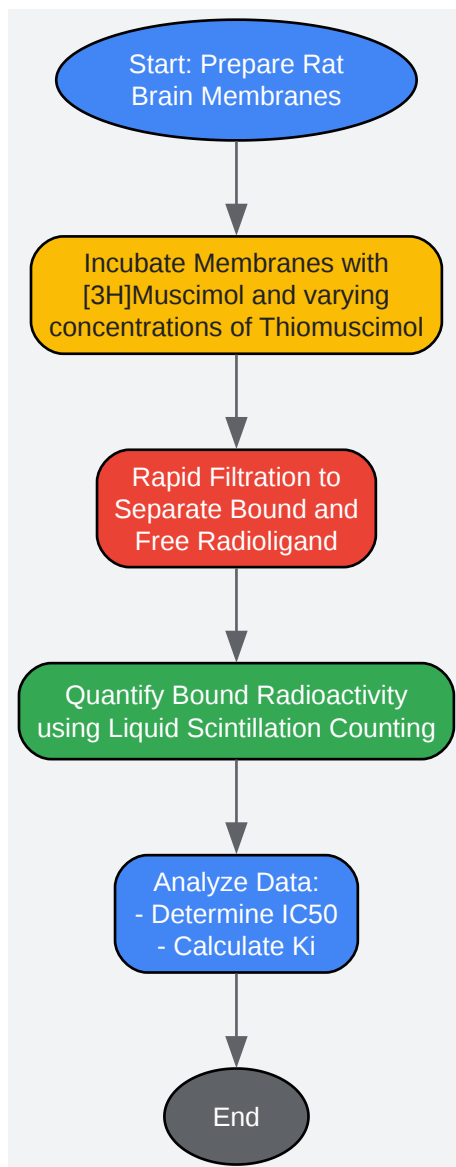 Start: Prepare Rat
Brain Membranes
Incubate Membranes with
[3H]Muscimol and varying
concentrations of Thiomuscimol
Rapid Filtration to
Separate Bound and
Free Radioligand
Quantify Bound Radioactivity
using Liquid Scintillation Counting
Analyze Data:
- Determine IC50
- Calculate Ki
End